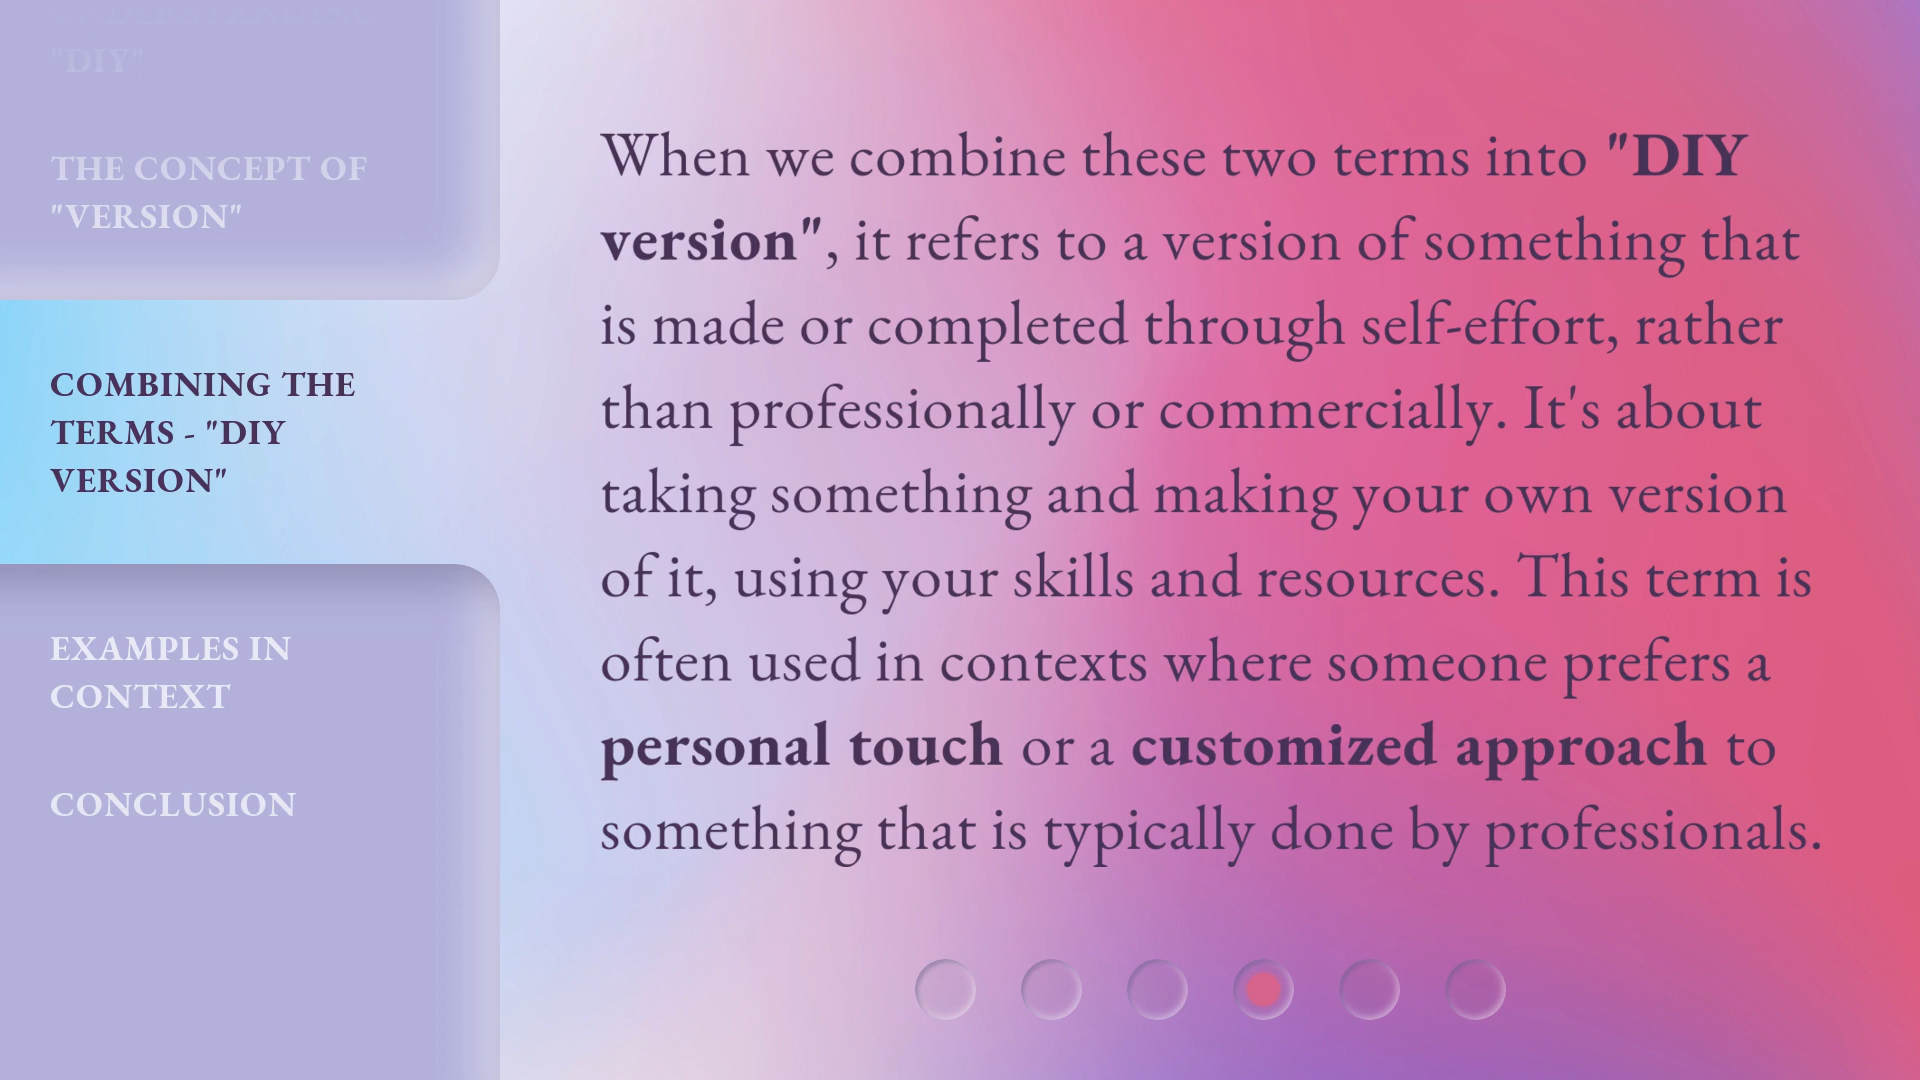 "DIY"
THE CONCEPT OF
"VERSION"
COMBINING THE
TERMS - "DIY
VERSION"
EXAMPLES IN
CONTEXT
CONCLUSION
When we combine these two terms into "DIY
version", it refers to a version of something that
is made or completed through self-effort, rather
than professionally or commercially. It's about
taking something and making your own version
of it, using your skills and resources. This term is
often used in contexts where someone prefers a
personal touch or a customized approach to
something that is typically done by professionals.